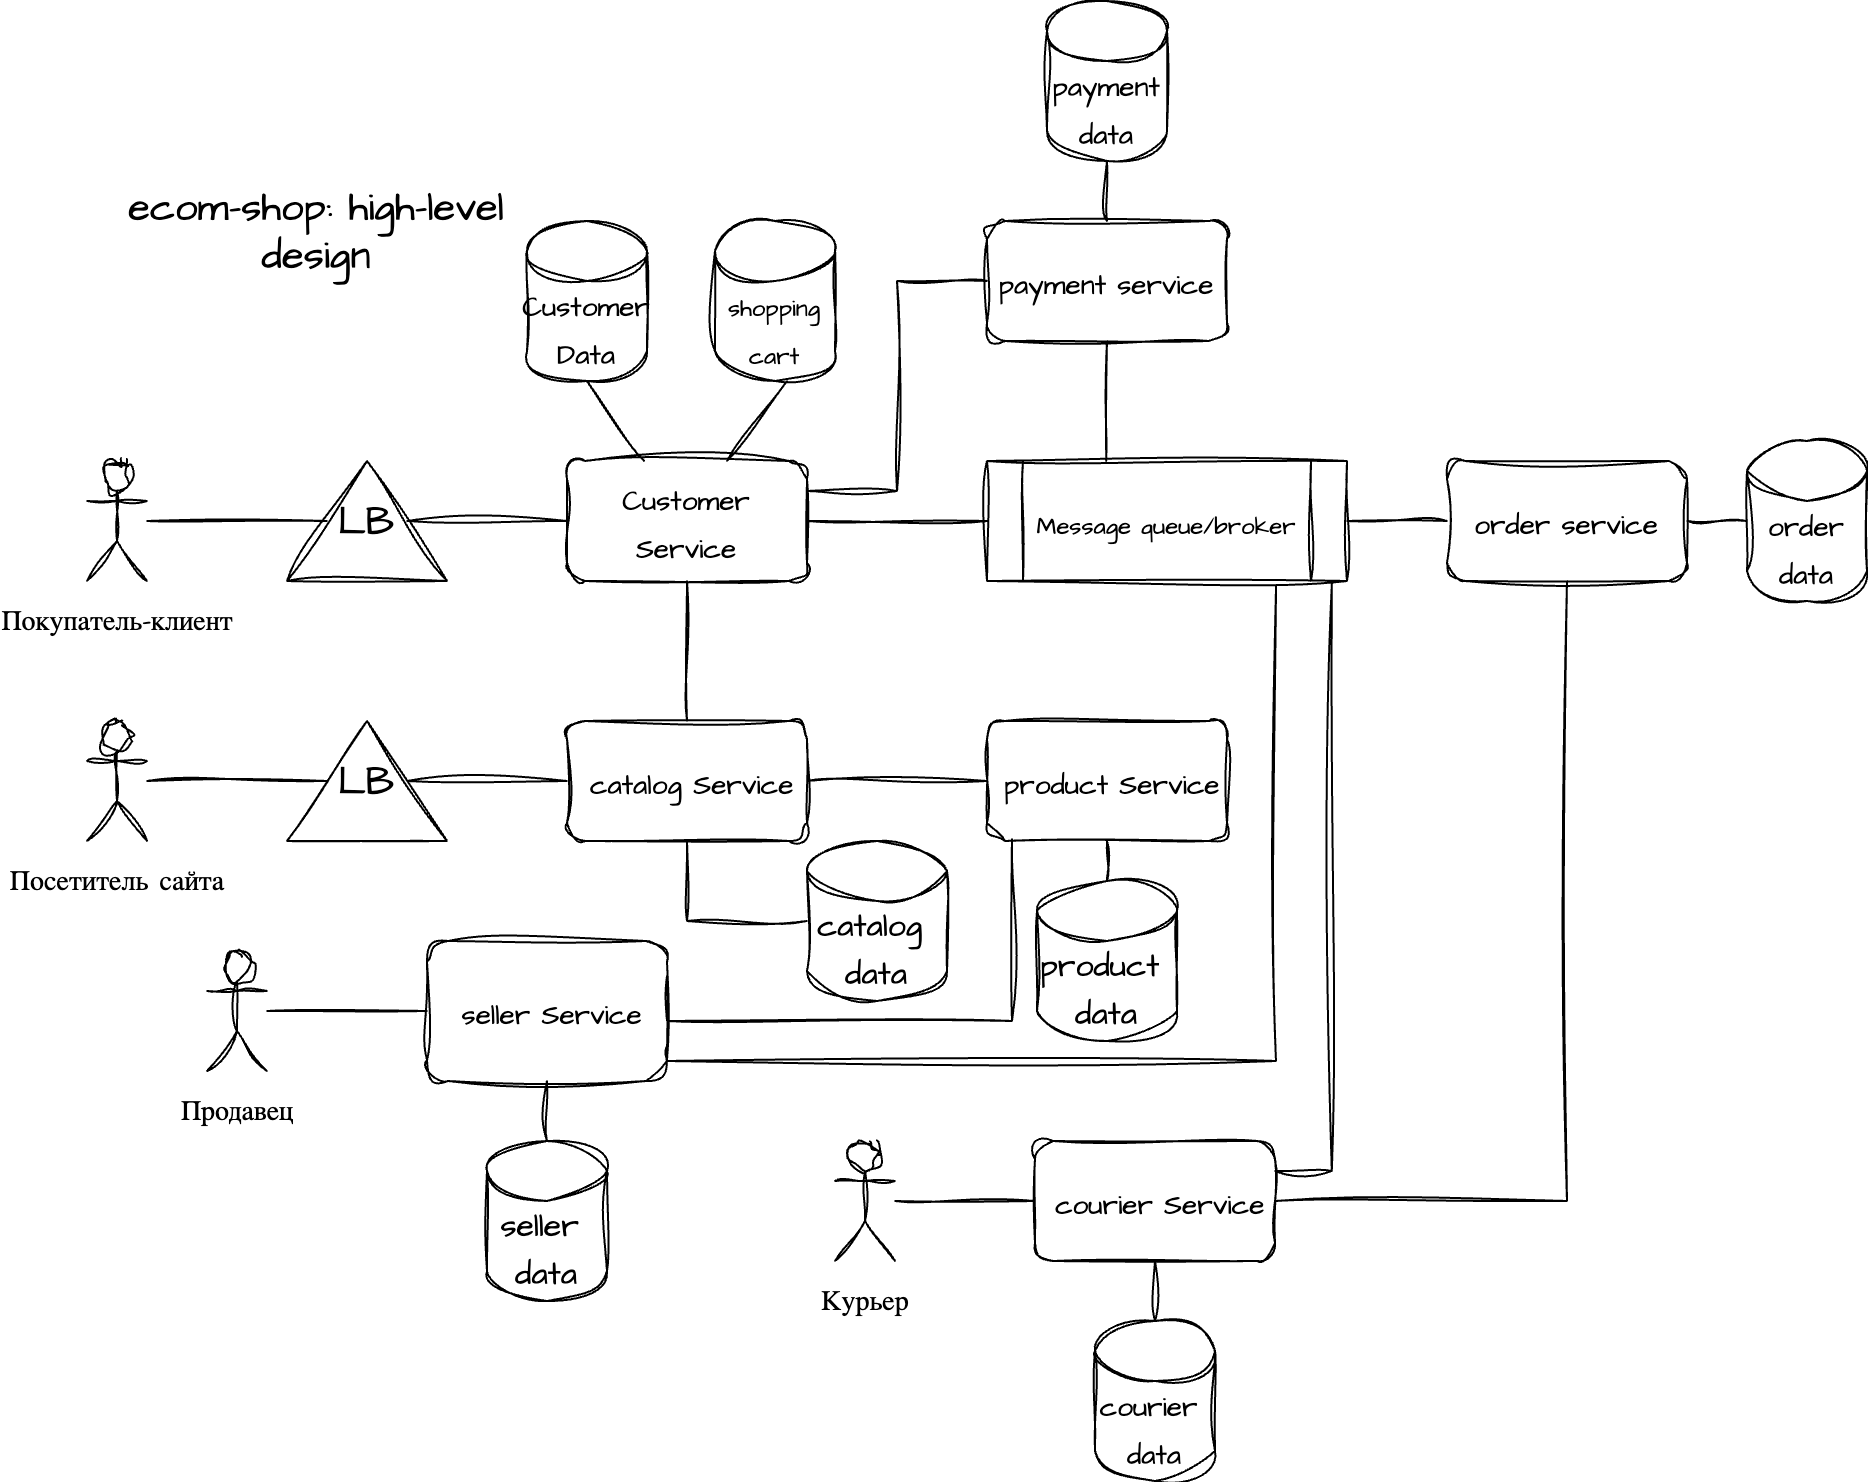 payment
data
ecom-shop: high-level
design
Customer
Data
shopping
cart
payment service
LB
Customer
Service
Message queue/broker
order service
order
data
Покупатель-клиент
LB
catalog Service
product Service
Посетитель сайта
catalog
data
product
data
seller Service
Продавец
seller
data
courier Service
Курьер
courier
data